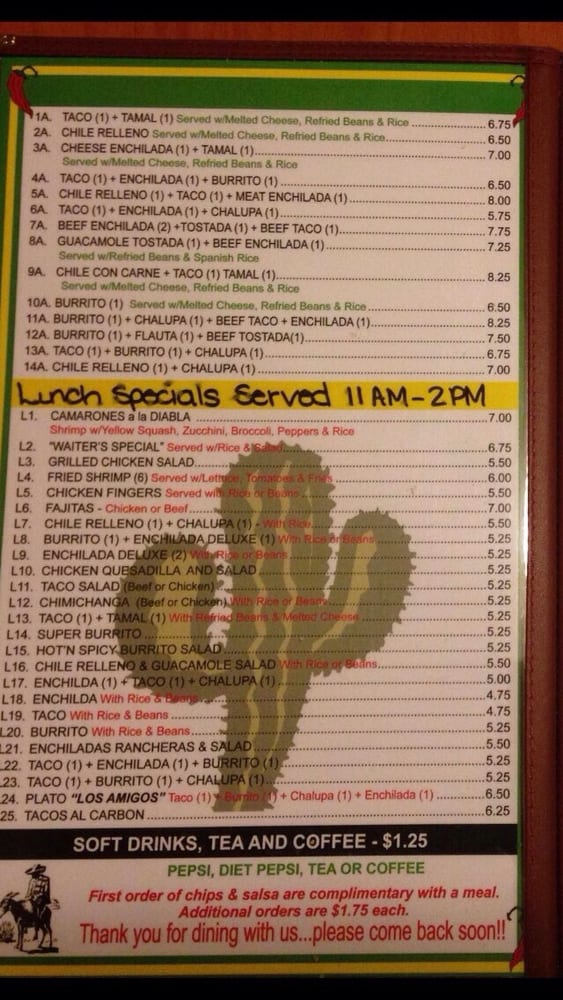 1A. TACO (1) + TAMAL (1) Served w/Melted Cheese, Refried Beans & Rice ....................6.75
2A. CHILE RELLENO Served w/Melted Cheese, Refried Beans & Rice....................6.50
3A. CHEESE ENCHILADA (1) + TAMAL (1)....................7.00
Served w/Melted Cheese, Refried Beans & Rice
4A. TACO (1) + ENCHILADA (1) + BURRITO (1)....................6.50
5A. CHILE RELLENO (1) + TACO (1) + MEAT ENCHILADA (1)....................8.00
6A. TACO (1) + ENCHILADA (1) + CHALUPA (1)....................5.75
7A. BEEF ENCHILADA (2) +TOSTADA (1) + BEEF TACO (1)....................7.75
8A. GUACAMOLE TOSTADA (1) + BEEF ENCHILADA (1)....................7.25
Served w/Refried Beans & Spanish Rice
9A. CHILE CON CARNE + TACO (1) TAMAL (1)....................8.25
Served w/Melted Cheese, Refried Beans & Rice
10A. BURRITO (1) Served w/Melted Cheese, Refried Beans & Rice....................6.50
11A. BURRITO (1) + CHALUPA (1) + BEEF TACO + ENCHILADA (1)....................8.25
12A. BURRITO (1) + FLAUTA (1) + BEEF TOSTADA(1)....................7.50
13A. TACO (1) + BURRITO (1) + CHALUPA (1)....................6.75
14A. CHILE RELLENO (1) + CHALUPA (1)....................7.00
Lunch Specials Served 11AM-2PM
L1. CAMARONES a la DIABLA ....................7.00
Shrimp w/Yellow Squash, Zucchini, Broccoli, Peppers & Rice
L2. "WAITER'S SPECIAL" Served w/Rice & Salad....................6.75
L3. GRILLED CHICKEN SALAD....................5.50
L4. FRIED SHRIMP (6) Served w/Lettuce, Tomatoes & Fries....................6.00
L5. CHICKEN FINGERS Served with Rice or Beans....................5.50
L6. FAJITAS - Chicken or Beef....................7.00
L7. CHILE RELLENO (1) + CHALUPA (1) - With Rice....................5.50
L8. BURRITO (1) + ENCHILADA DELUXE (1) With Rice or Beans....................5.25
L9. ENCHILADA DELUXE (2) With Rice or Beans....................5.25
L10. CHICKEN QUESADILLA AND SALAD....................5.25
L11. TACO SALAD (Beef or Chicken)....................5.25
L12. CHIMICHANGA (Beef or Chicken) With Rice or Beans....................5.25
L13. TACO (1) + TAMAL (1) With Refried Beans & Melted Cheese....................5.25
L14. SUPER BURRITO....................5.25
L15. HOT'N SPICY BURRITO SALAD....................5.25
L16. CHILE RELLENO & GUACAMOLE SALAD With Rice or Beans....................5.50
L17. ENCHILDA (1) + TACO (1) + CHALUPA (1)....................5.00
L18. ENCHILDA With Rice & Beans....................4.75
L19. TACO With Rice & Beans....................4.75
L20. BURRITO With Rice & Beans....................5.25
L21. ENCHILADAS RANCHERAS & SALAD....................5.50
L22. TACO (1) + ENCHILADA (1) + BURRITO (1)....................5.25
L23. TACO (1) + BURRITO (1) + CHALUPA (1)....................5.25
L24. PLATO "LOS AMIGOS" Taco (1) + Burrito (1) + Chalupa (1) + Enchilada (1)....................6.50
25. TACOS AL CARBON....................6.25
SOFT DRINKS, TEA AND COFFEE - $1.25
PEPSI, DIET PEPSI, TEA OR COFFEE
First order of chips & salsa are complimentary with a meal.
Additional orders are $1.75 each.
Thank you for dining with us...please come back soon!!